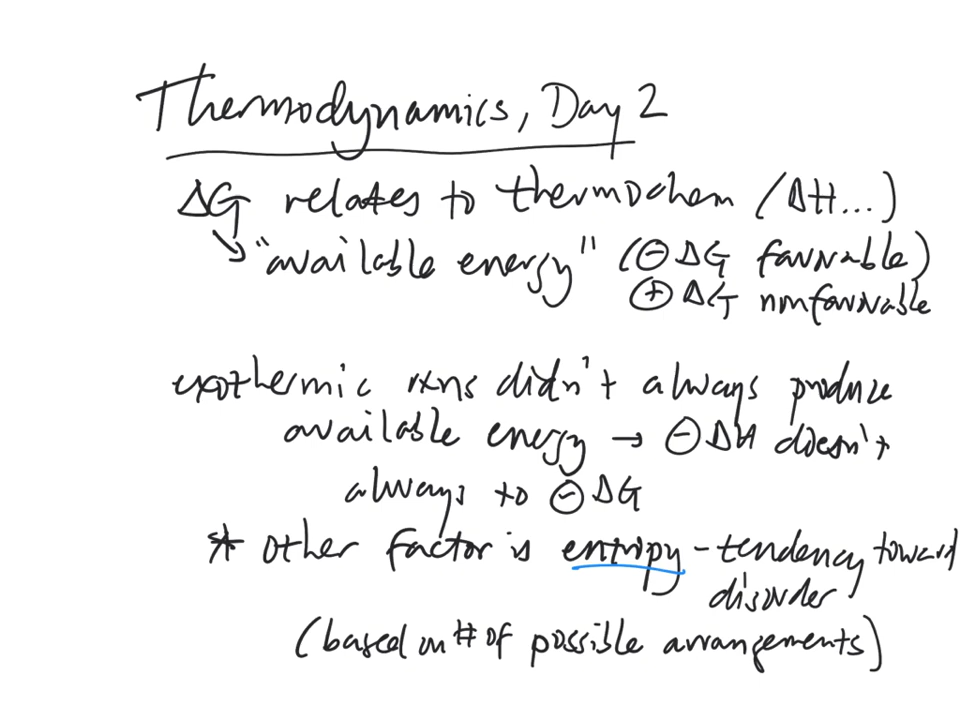 Thermodynamics, Day 2
ΔG relates to thermochem (ΔH...)
↘ "available energy" (⊖ ΔG favorable)
⊕ ΔG nonfavorable
exothermic rxns didn't always produce
available energy → ⊖ ΔH doesn't
always to ⊖ ΔG
* other factor is entropy - tendency toward
disorder
(based on # of possible arrangements)